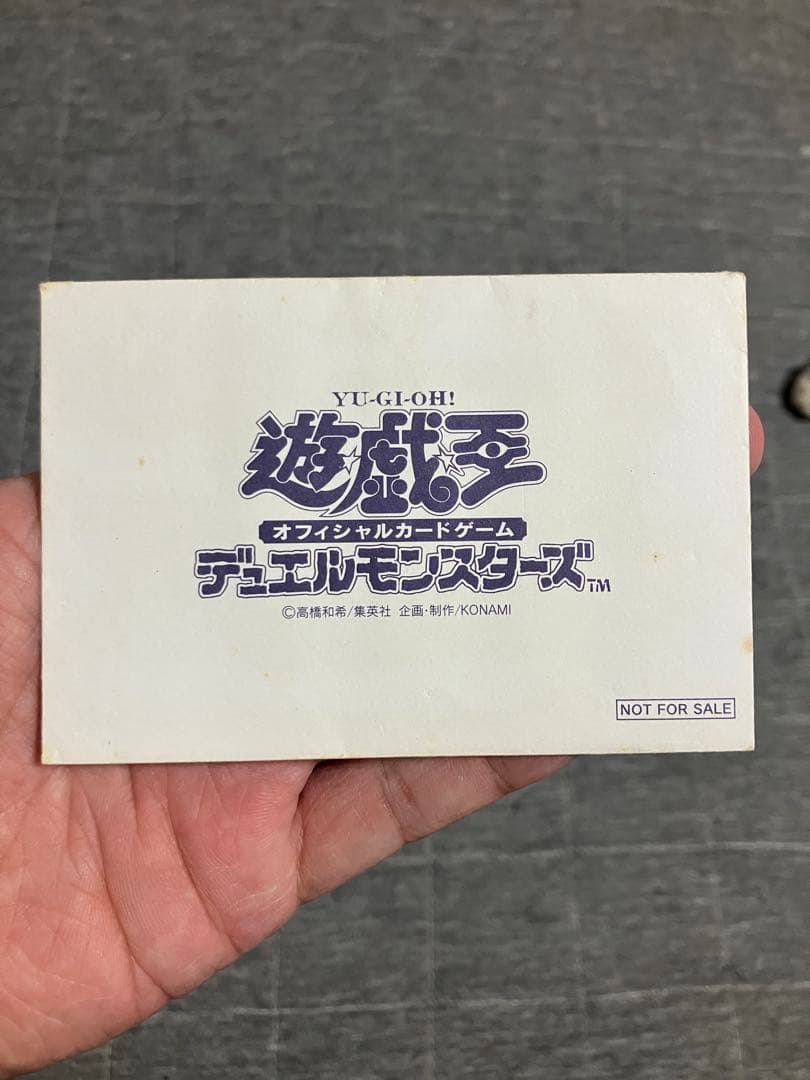 YU-GI-OH!
遊☆戯☆王
オフィシャルカードゲーム
デュエルモンスターズ™
©高橋和希/集英社 企画・制作/KONAMI
NOT FOR SALE